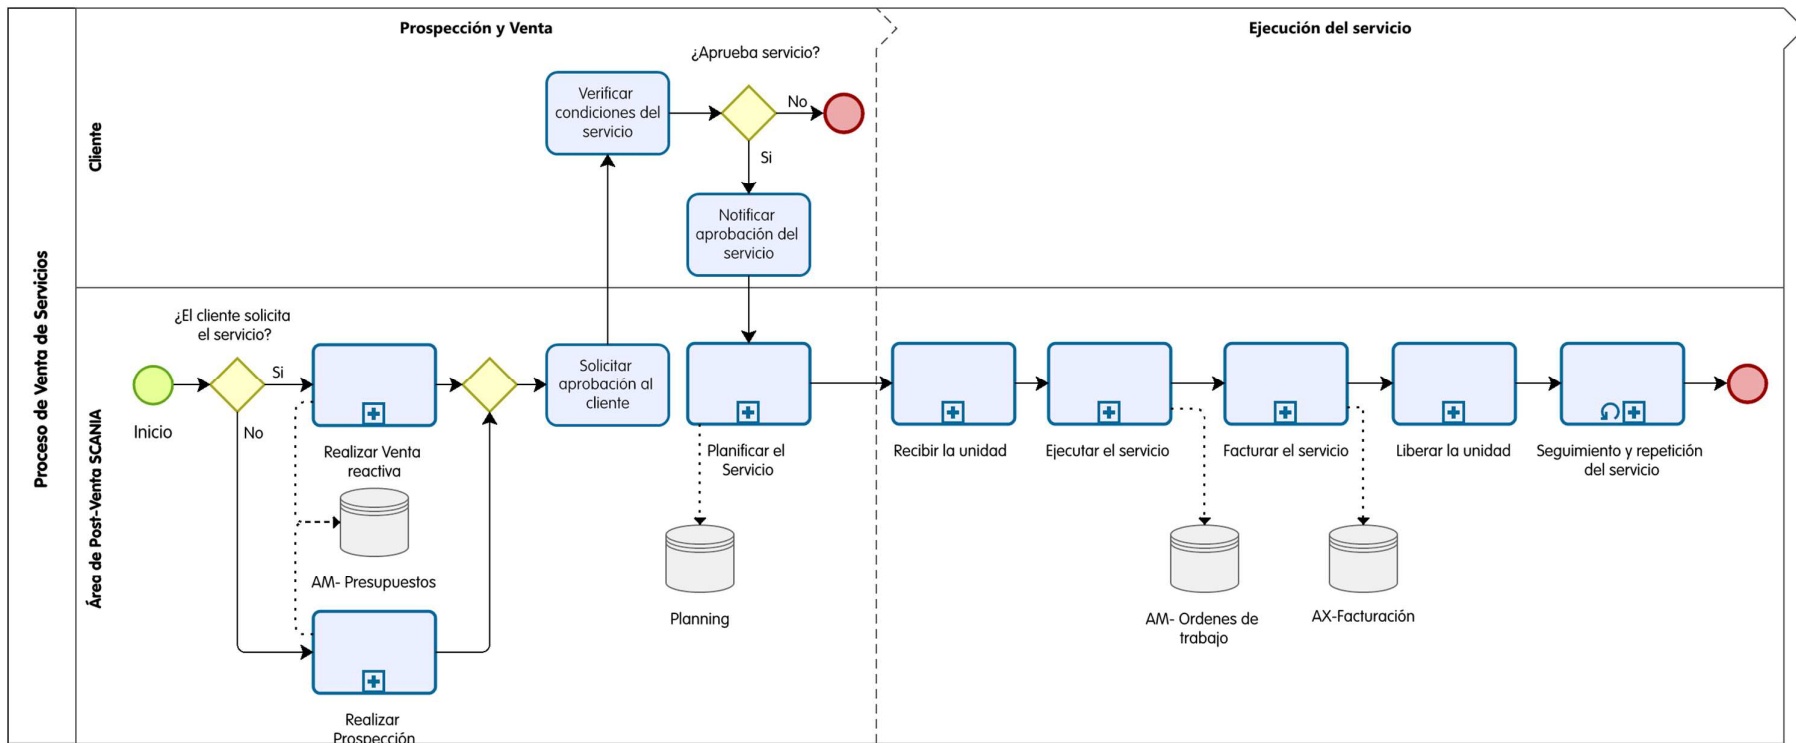 Prospección y Venta
Ejecución del servicio
Proceso de Venta de Servicios
Cliente
¿Aprueba servicio?
Verificar
condiciones del
servicio
No
Si
Notificar
aprobación del
servicio
Área de Post-Venta SCANIA
¿El cliente solicita
el servicio?
Inicio
Si
No
Realizar Venta
reactiva
AM- Presupuestos
Realizar
Prospección
Solicitar
aprobación al
cliente
Planificar el
Servicio
Planning
Recibir la unidad
Ejecutar el servicio
AM- Ordenes de
trabajo
Facturar el servicio
AX-Facturación
Liberar la unidad
Seguimiento y repetición
del servicio